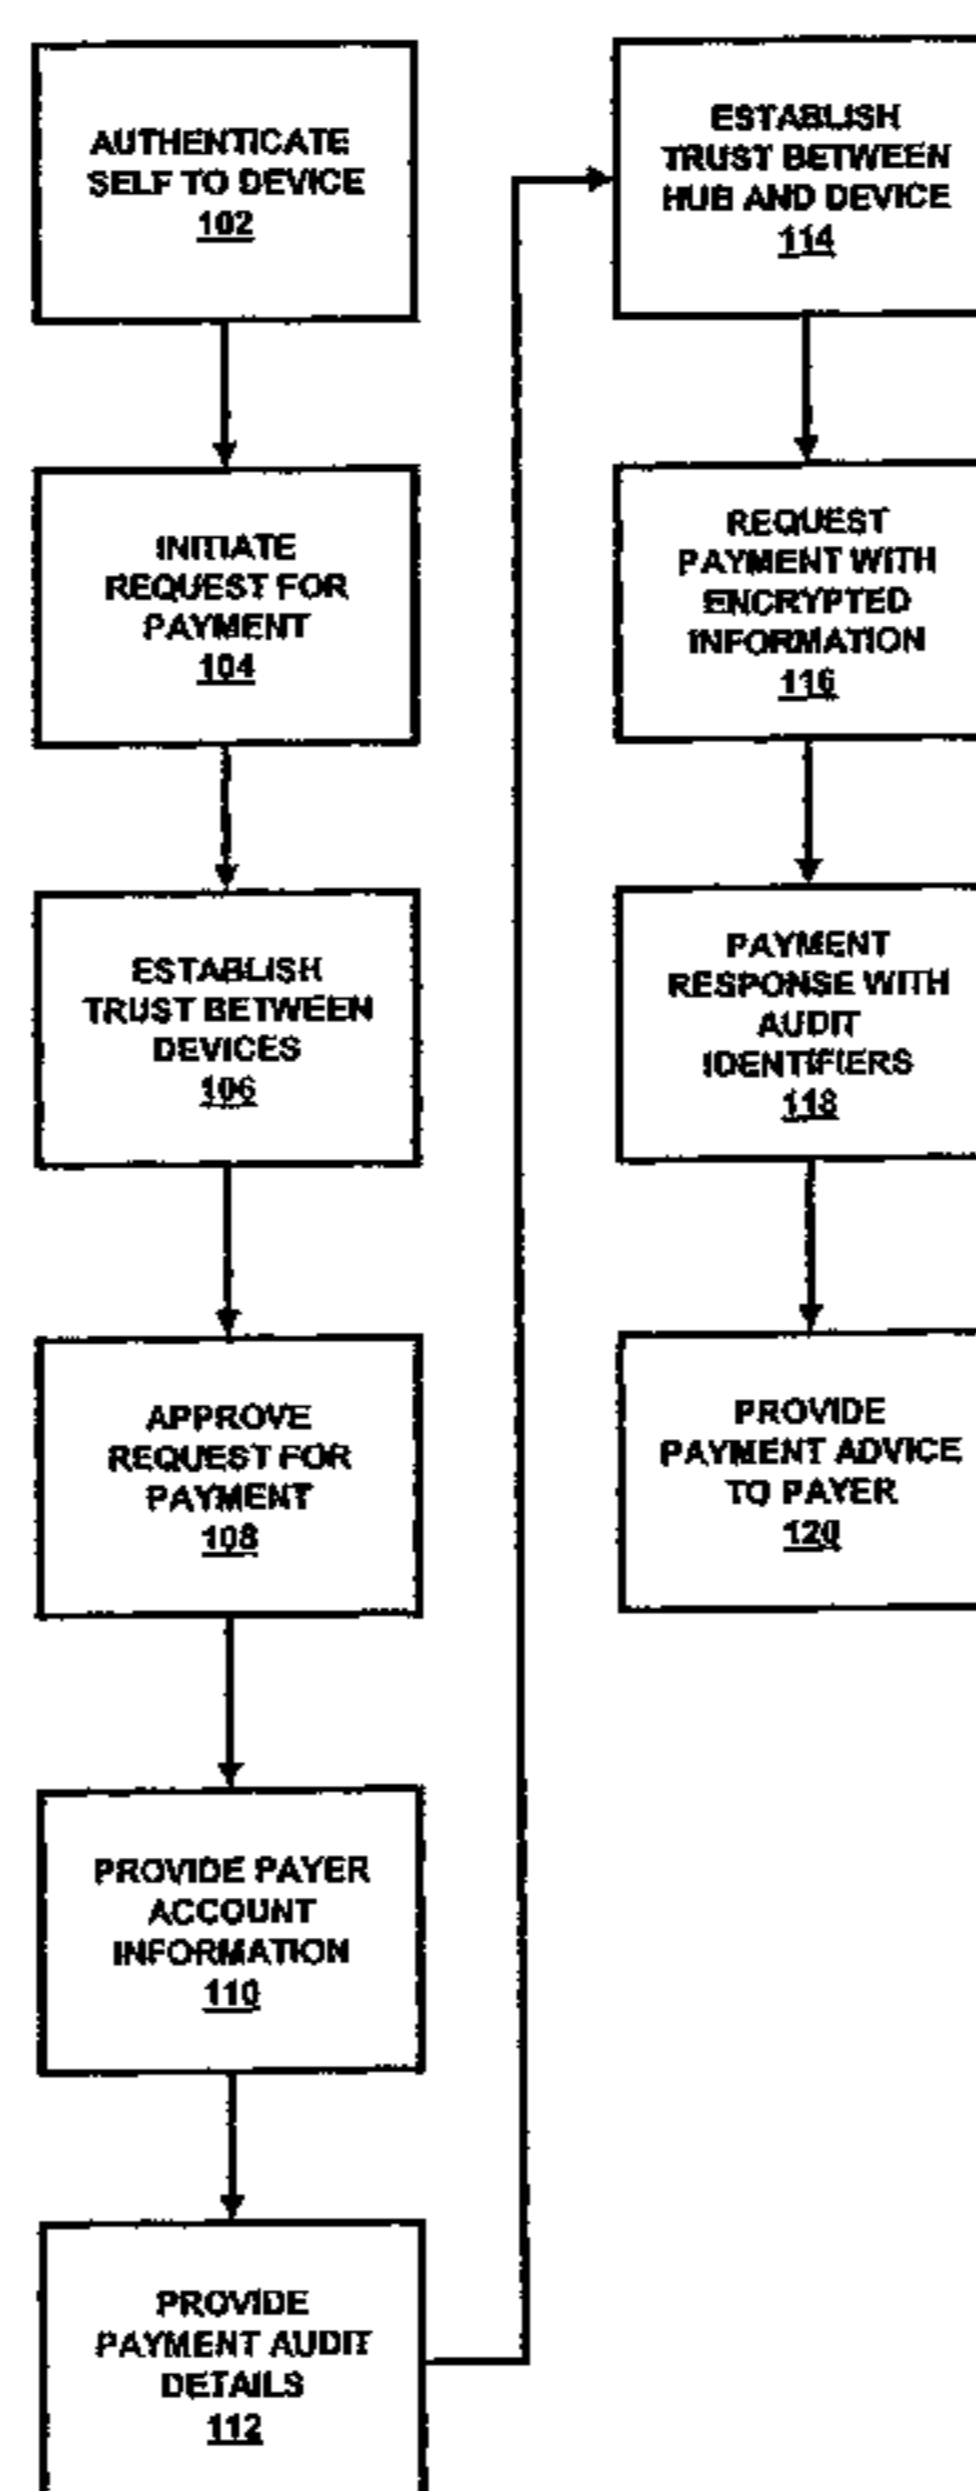 AUTHENTICATE
SELF TO DEVICE
102
INITIATE
REQUEST FOR
PAYMENT
104
ESTABLISH
TRUST BETWEEN
DEVICES
106
APPROVE
REQUEST FOR
PAYMENT
108
PROVIDE PAYER
ACCOUNT
INFORMATION
110
PROVIDE
PAYMENT AUDIT
DETAILS
112
ESTABLISH
TRUST BETWEEN
HUB AND DEVICE
114
REQUEST
PAYMENT WITH
ENCRYPTED
INFORMATION
116
PAYMENT
RESPONSE WITH
AUDIT
IDENTIFIERS
118
PROVIDE
PAYMENT ADVICE
TO PAYER
120